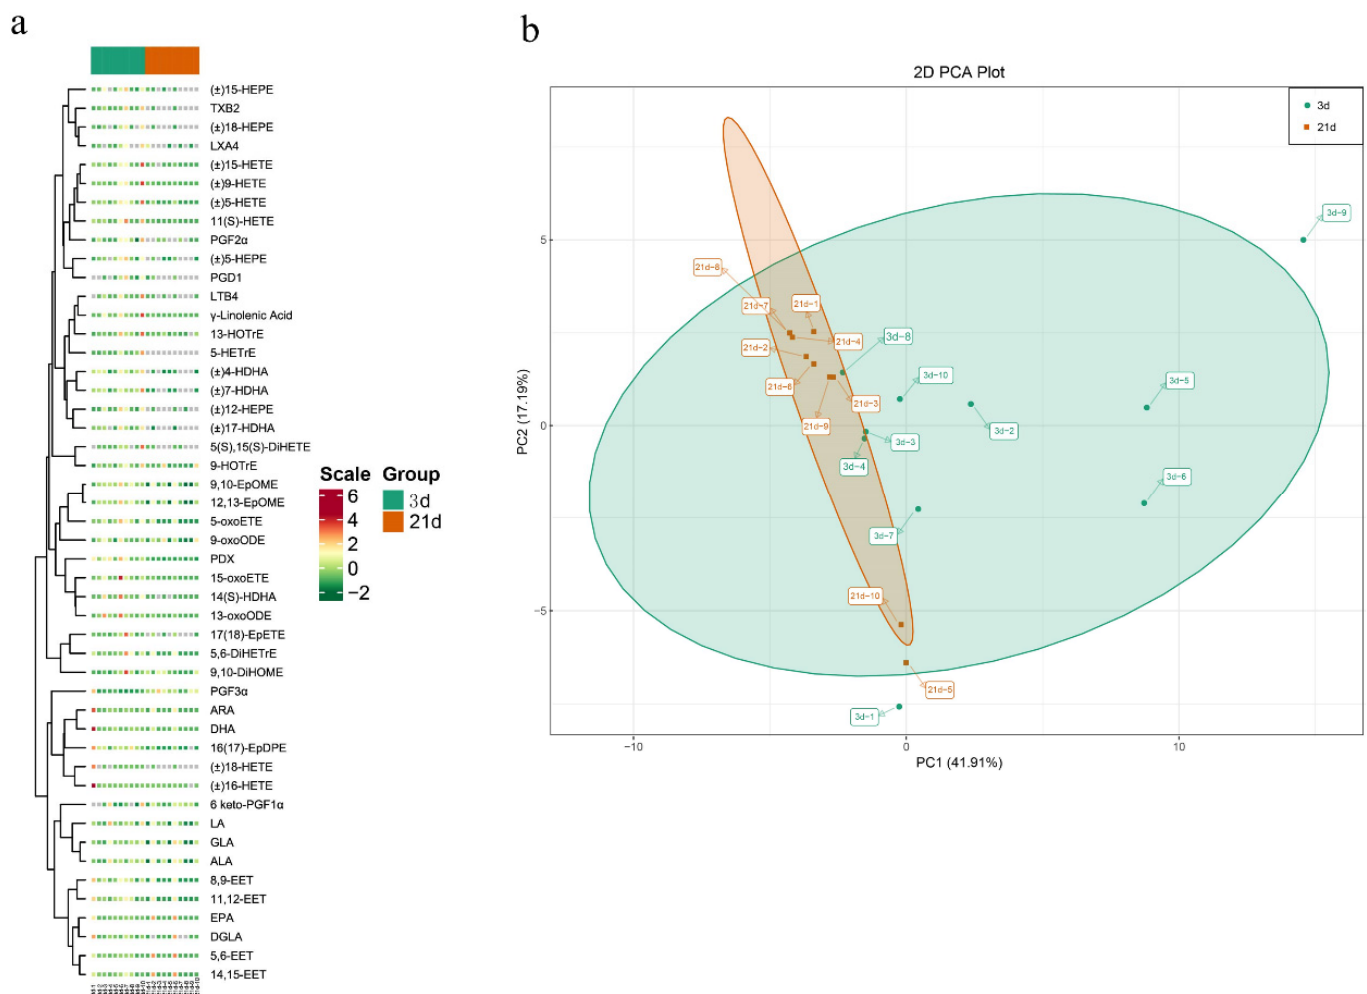 a
(±)15-HEPE
TXB2
(±)18-HEPE
LXA4
(±)15-HETE
(±)9-HETE
(±)5-HETE
11(S)-HETE
PGF2α
(±)5-HEPE
PGD1
LTB4
γ-Linolenic Acid
13-HOTrE
5-HETrE
(±)4-HDHA
(±)7-HDHA
(±)12-HEPE
(±)17-HDHA
5(S),15(S)-DiHETE
9-HOTrE
9,10-EpOME
12,13-EpOME
5-oxoETE
9-oxoODE
PDX
15-oxoETE
14(S)-HDHA
13-oxoODE
17(18)-EpETE
5,6-DiHETrE
9,10-DiHOME
PGF3α
ARA
DHA
16(17)-EpDPE
(±)18-HETE
(±)16-HETE
6 keto-PGF1α
LA
GLA
ALA
8,9-EET
11,12-EET
EPA
DGLA
5,6-EET
14,15-EET
Scale
6
4
2
0
−2
Group
3d
21d
b
2D PCA Plot
3d
21d
3d-9
21d-8
21d-7
21d-1
21d-4
3d-8
21d-2
21d-6
3d-10
3d-5
21d-3
21d-9
3d-2
3d-3
3d-4
3d-6
3d-7
21d-10
21d-5
3d-1
5
0
−5
PC2 (17.19%)
−10
0
10
PC1 (41.91%)